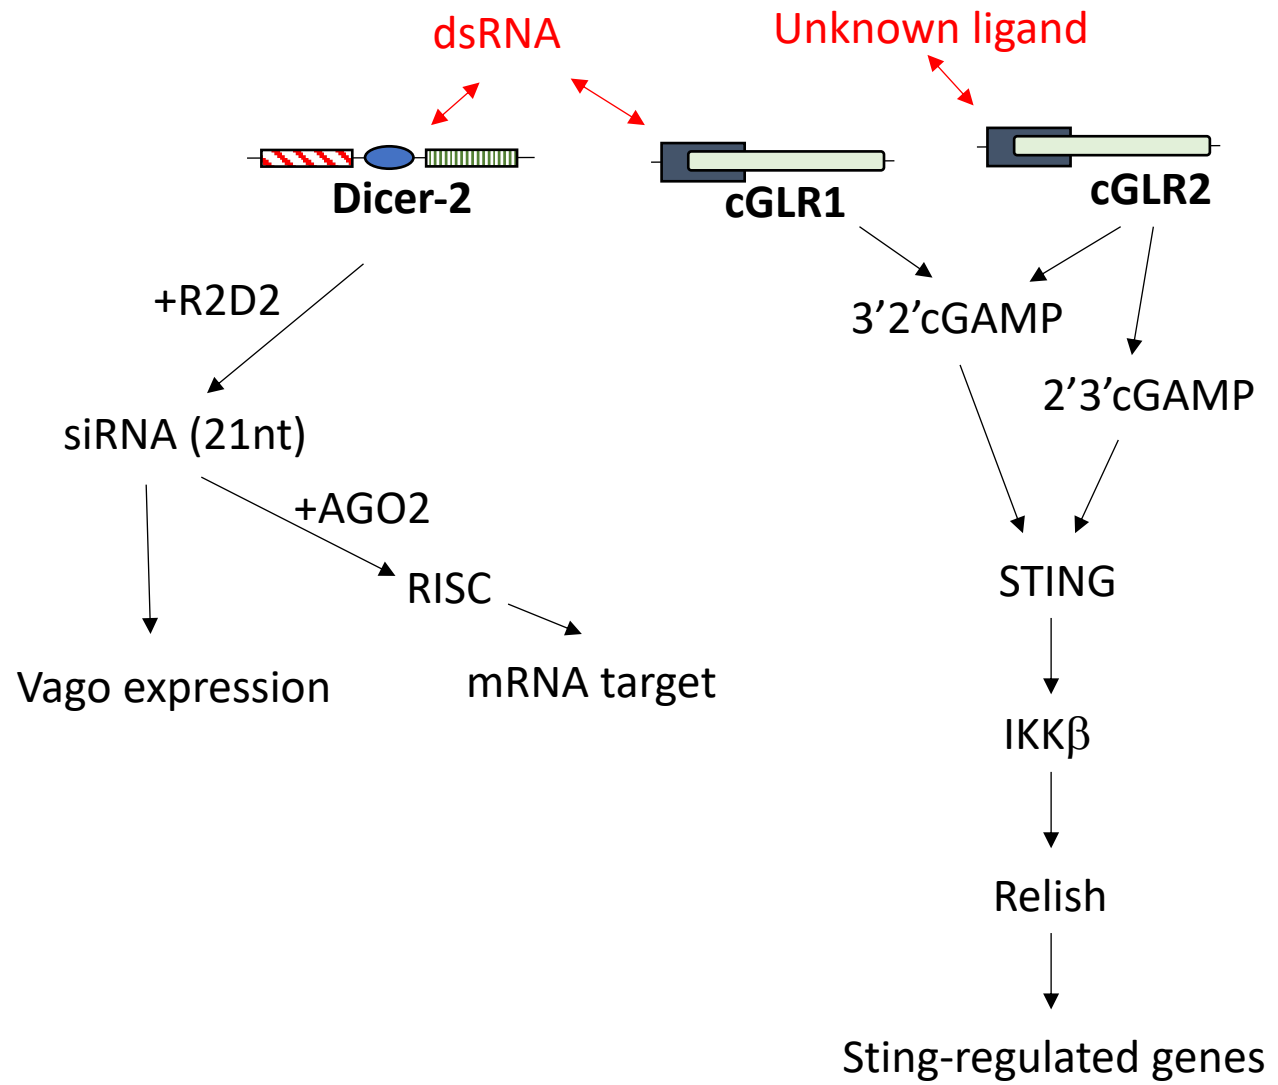 dsRNA
Unknown ligand
Dicer-2
cGLR1
cGLR2
+R2D2
3’2’cGAMP
2’3’cGAMP
siRNA (21nt)
+AGO2
RISC
STING
Vago expression
mRNA target
IKKβ
Relish
Sting-regulated genes